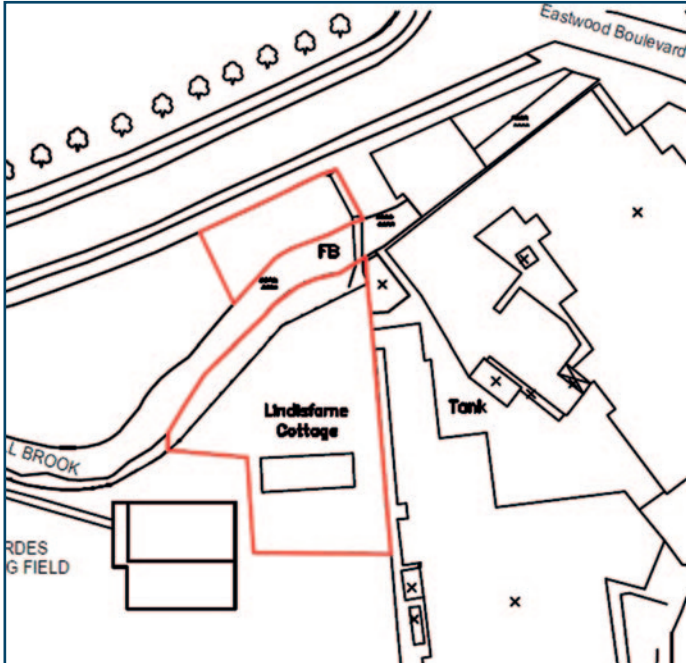 Eastwood Boulevard
FB
Lindisfarne
Cottage
Tank
L BROOK
RDES
G FIELD